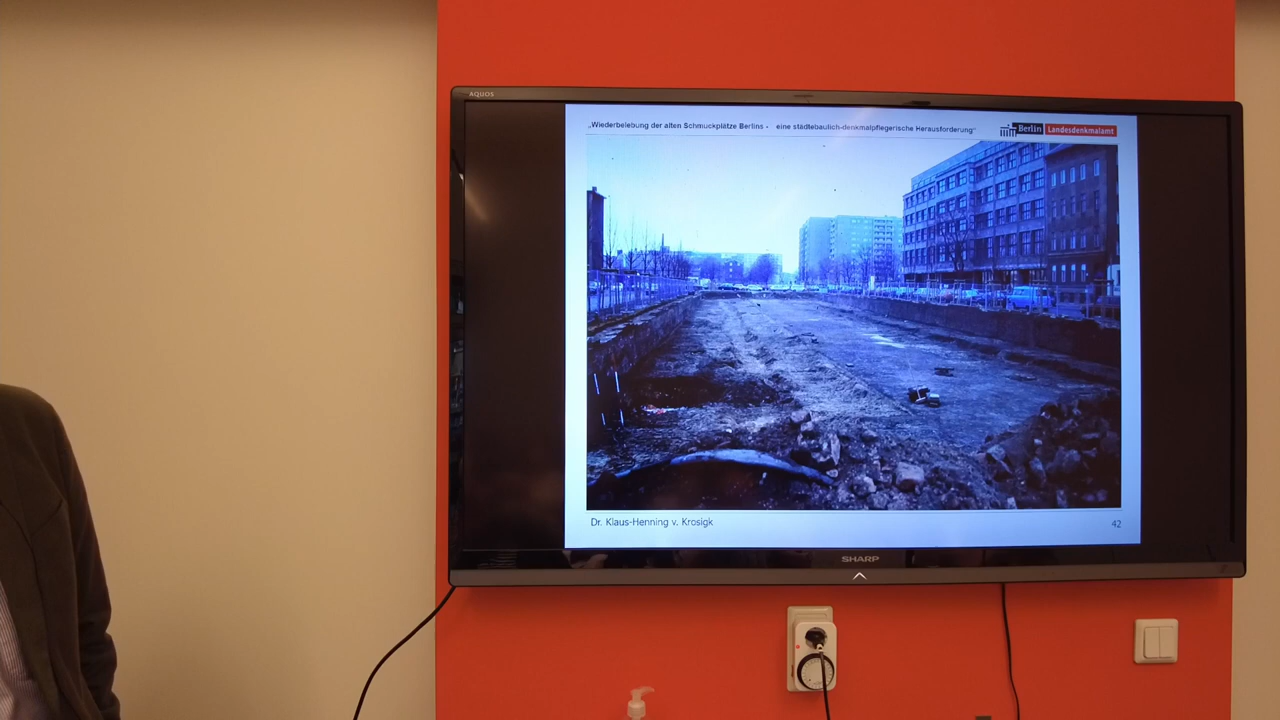 AQUOS
„Wiederbelebung der alten Schmuckplätze Berlins - eine städtebaulich-denkmalpflegerische Herausforderung“
Berlin Landesdenkmalamt
Dr. Klaus-Henning v. Krosigk
42
SHARP